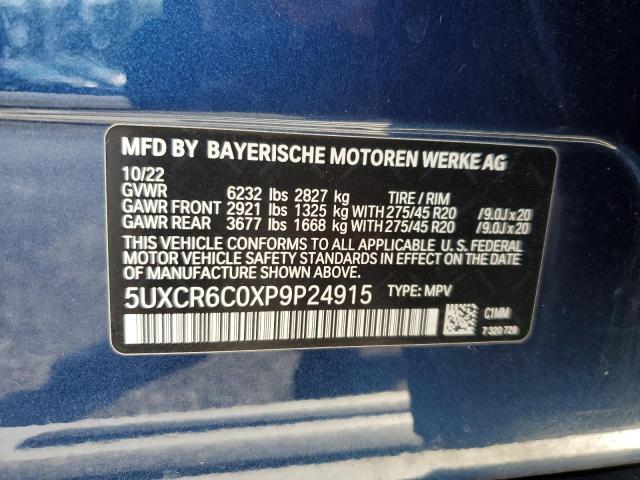 MFD BY BAYERISCHE MOTOREN WERKE AG
10/22
GVWR 6232 lbs 2827 kg TIRE / RIM
GAWR FRONT 2921 lbs 1325 kg WITH 275/45 R20 /9.0J x 20
GAWR REAR 3677 lbs 1668 kg WITH 275/45 R20 /9.0J x 20
THIS VEHICLE CONFORMS TO ALL APPLICABLE U.S. FEDERAL
MOTOR VEHICLE SAFETY STANDARDS IN EFFECT ON THE DATE OF
MANUFACTURE SHOWN ABOVE.
5UXCR6C0XP9P24915 TYPE: MPV
C1MM
7 320 729